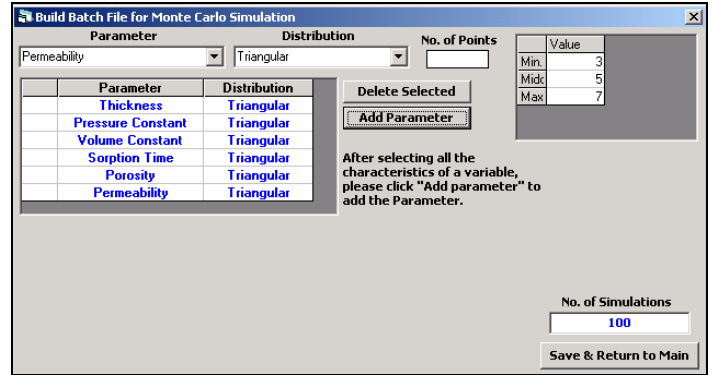 Build Batch File for Monte Carlo Simulation
Parameter Distribution No. of Points
Permeability Triangular
Value
Min. 3
Midc 5
Max 7
Parameter Distribution
Thickness Triangular
Pressure Constant Triangular
Volume Constant Triangular
Sorption Time Triangular
Porosity Triangular
Permeability Triangular
Delete Selected
Add Parameter
After selecting all the
characteristics of a variable,
please click "Add parameter" to
add the Parameter.
No. of Simulations
100
Save & Return to Main